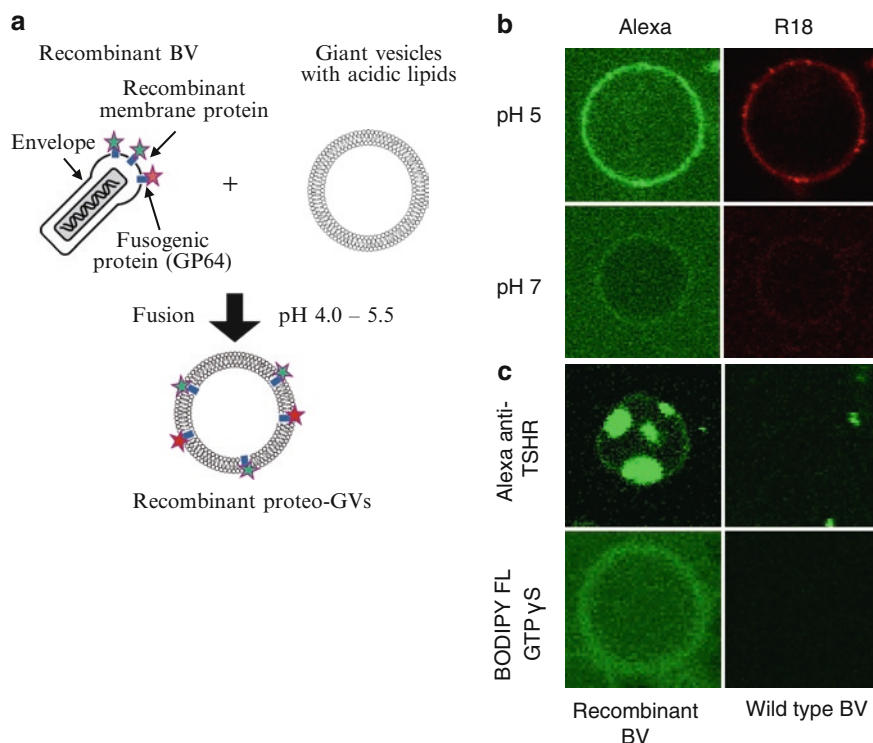 a
Recombinant BV
Giant vesicles
with acidic lipids
Recombinant
membrane protein
Envelope
+
Fusogenic
protein (GP64)
Fusion
pH 4.0 – 5.5
Recombinant proteo-GVs
b
Alexa
R18
pH 5
pH 7
c
Alexa anti-
TSHR
BODIPY FL
GTPγS
Recombinant
BV
Wild type BV